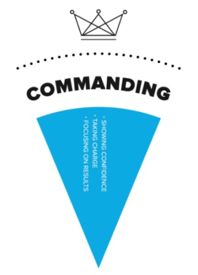 COMMANDING
• SHOWING CONFIDENCE
• TAKING CHARGE
• FOCUSING ON RESULTS